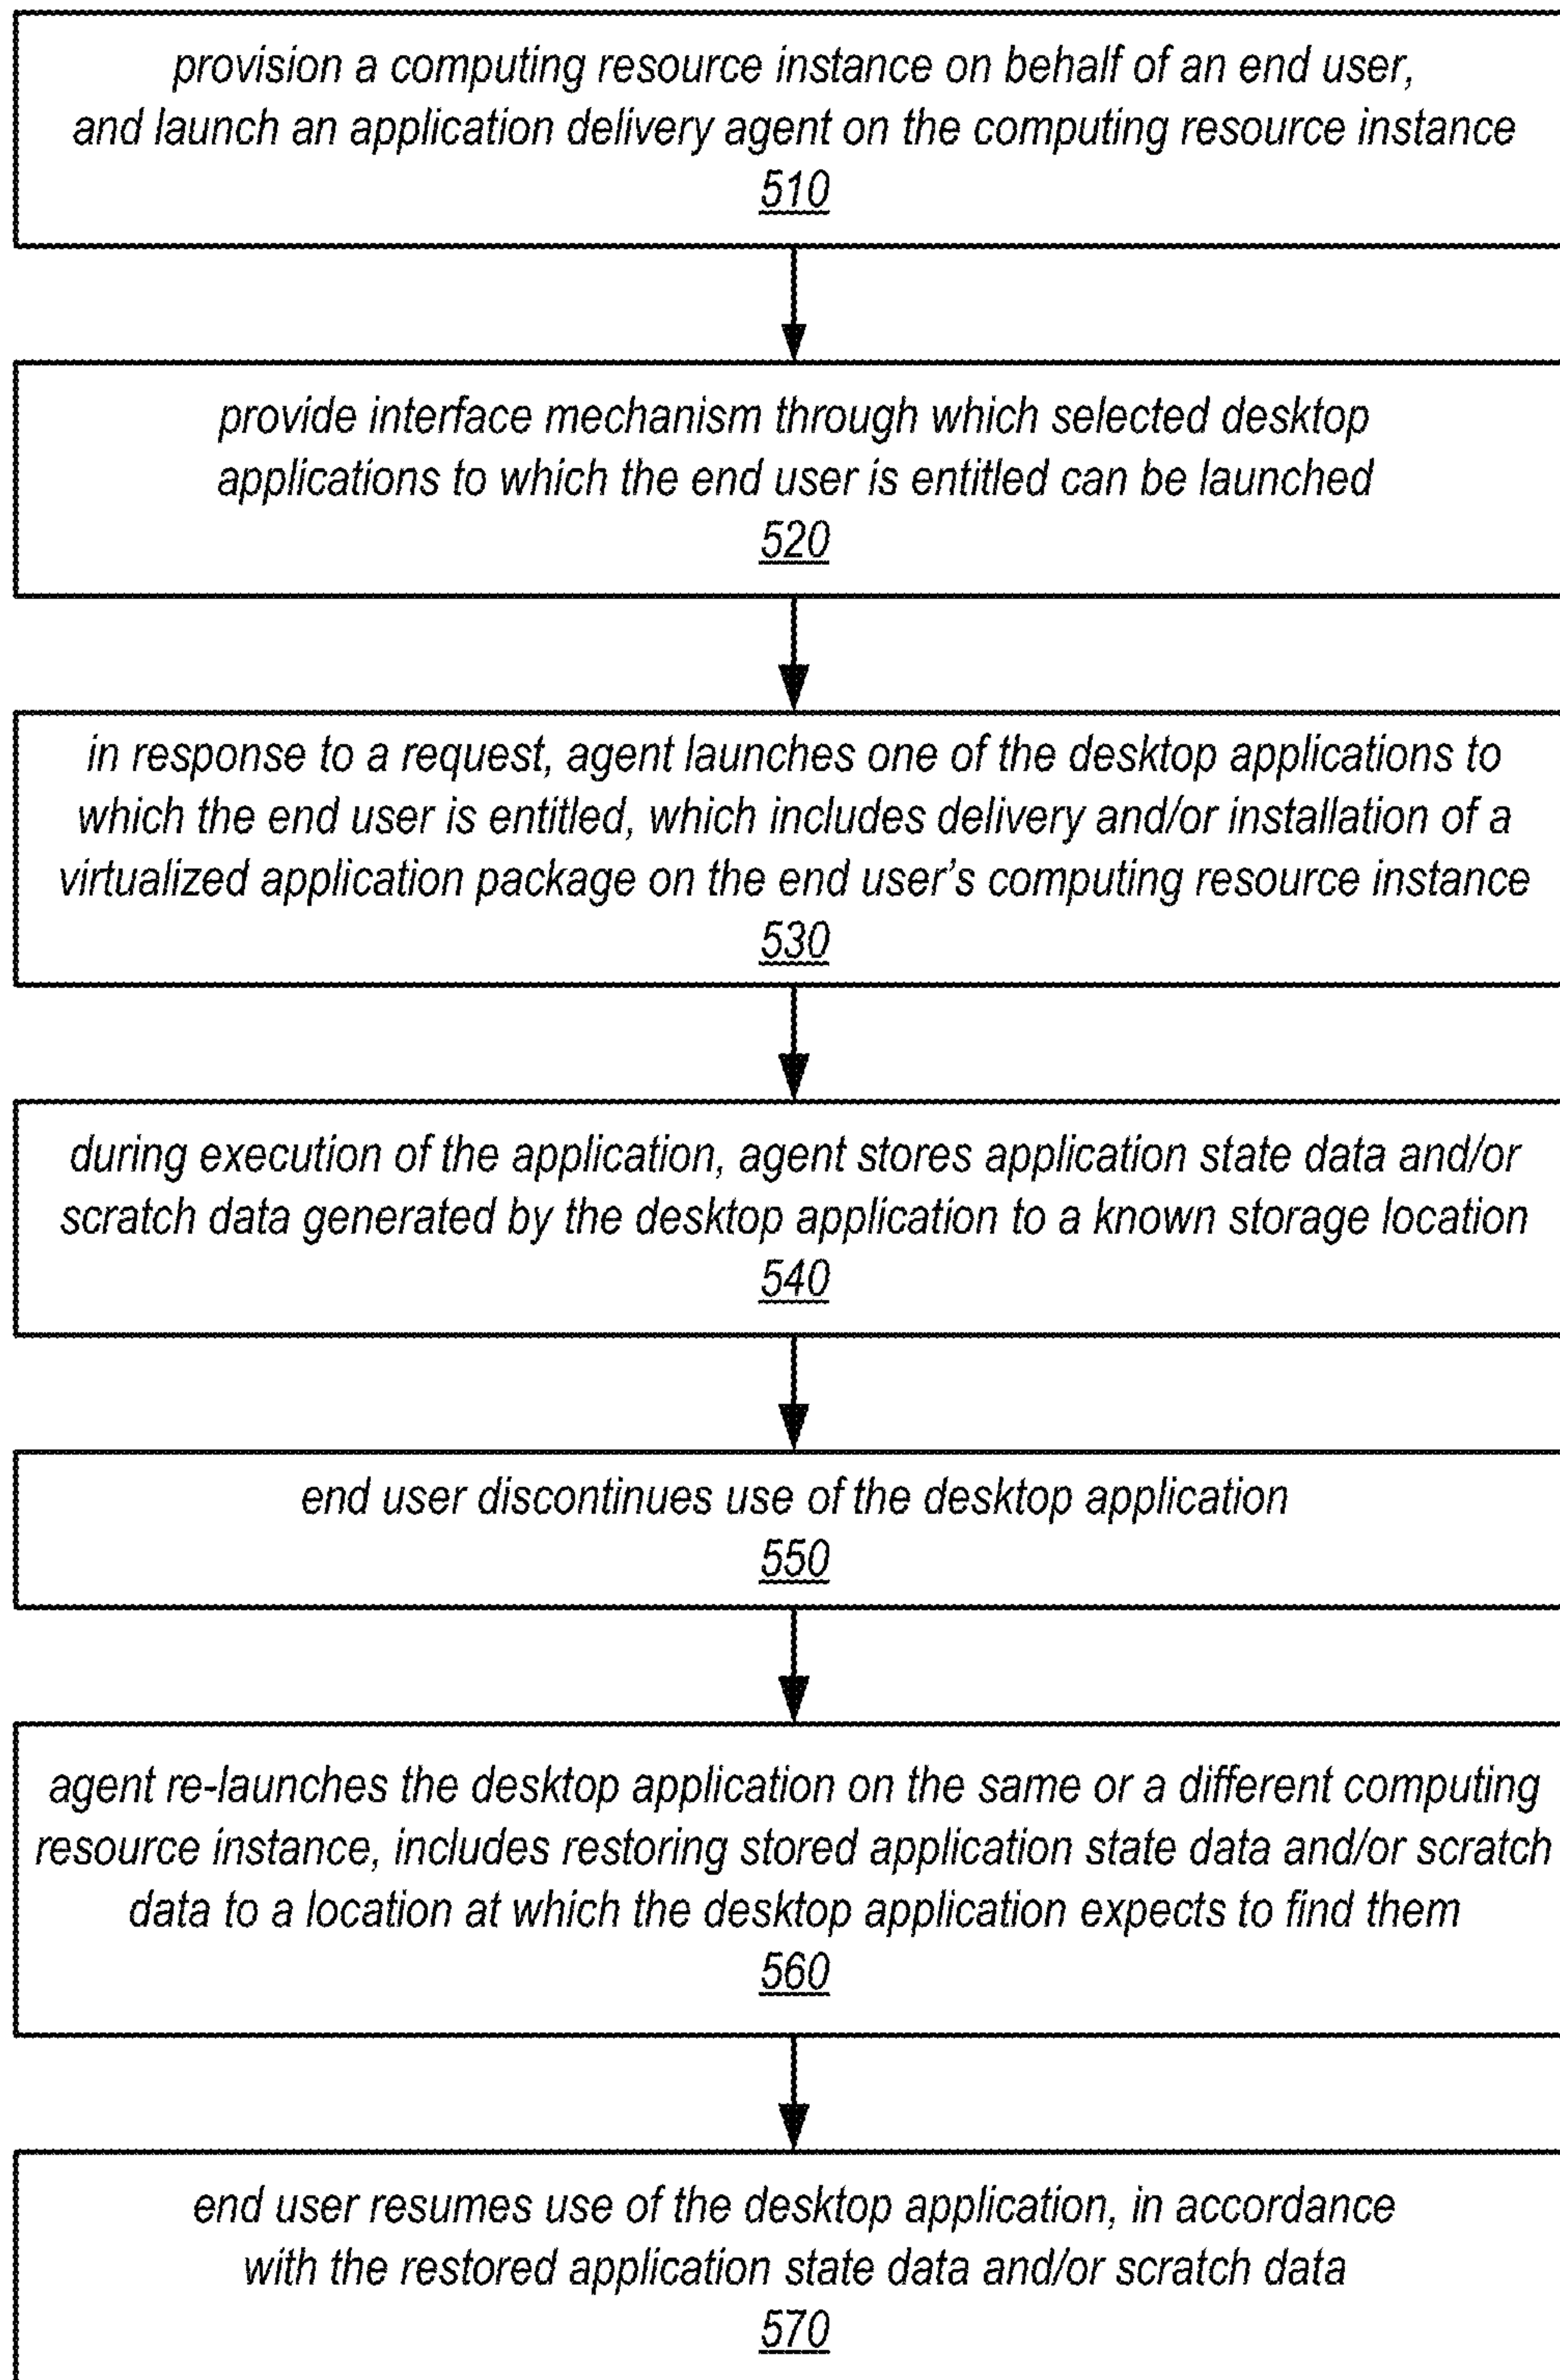 provision a computing resource instance on behalf of an end user,
and launch an application delivery agent on the computing resource instance
510
provide interface mechanism through which selected desktop
applications to which the end user is entitled can be launched
520
in response to a request, agent launches one of the desktop applications to
which the end user is entitled, which includes delivery and/or installation of a
virtualized application package on the end user's computing resource instance
530
during execution of the application, agent stores application state data and/or
scratch data generated by the desktop application to a known storage location
540
end user discontinues use of the desktop application
550
agent re-launches the desktop application on the same or a different computing
resource instance, includes restoring stored application state data and/or scratch
data to a location at which the desktop application expects to find them
560
end user resumes use of the desktop application, in accordance
with the restored application state data and/or scratch data
570